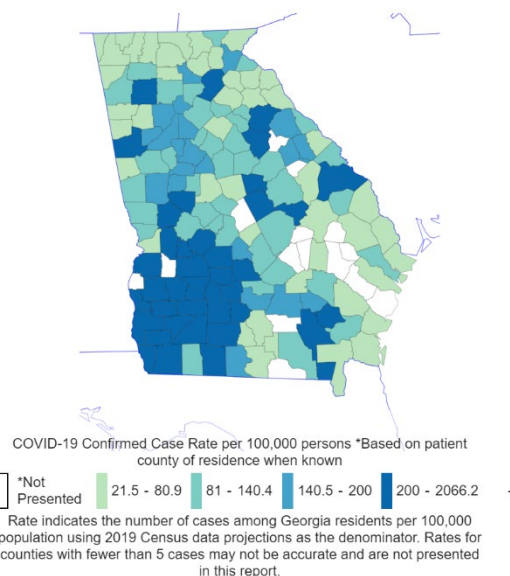 COVID-19 Confirmed Case Rate per 100,000 persons *Based on patient
county of residence when known
*Not
Presented
21.5 - 80.9
81 - 140.4
140.5 - 200
200 - 2066.2
Rate indicates the number of cases among Georgia residents per 100,000
population using 2019 Census data projections as the denominator. Rates for
counties with fewer than 5 cases may not be accurate and are not presented
in this report.